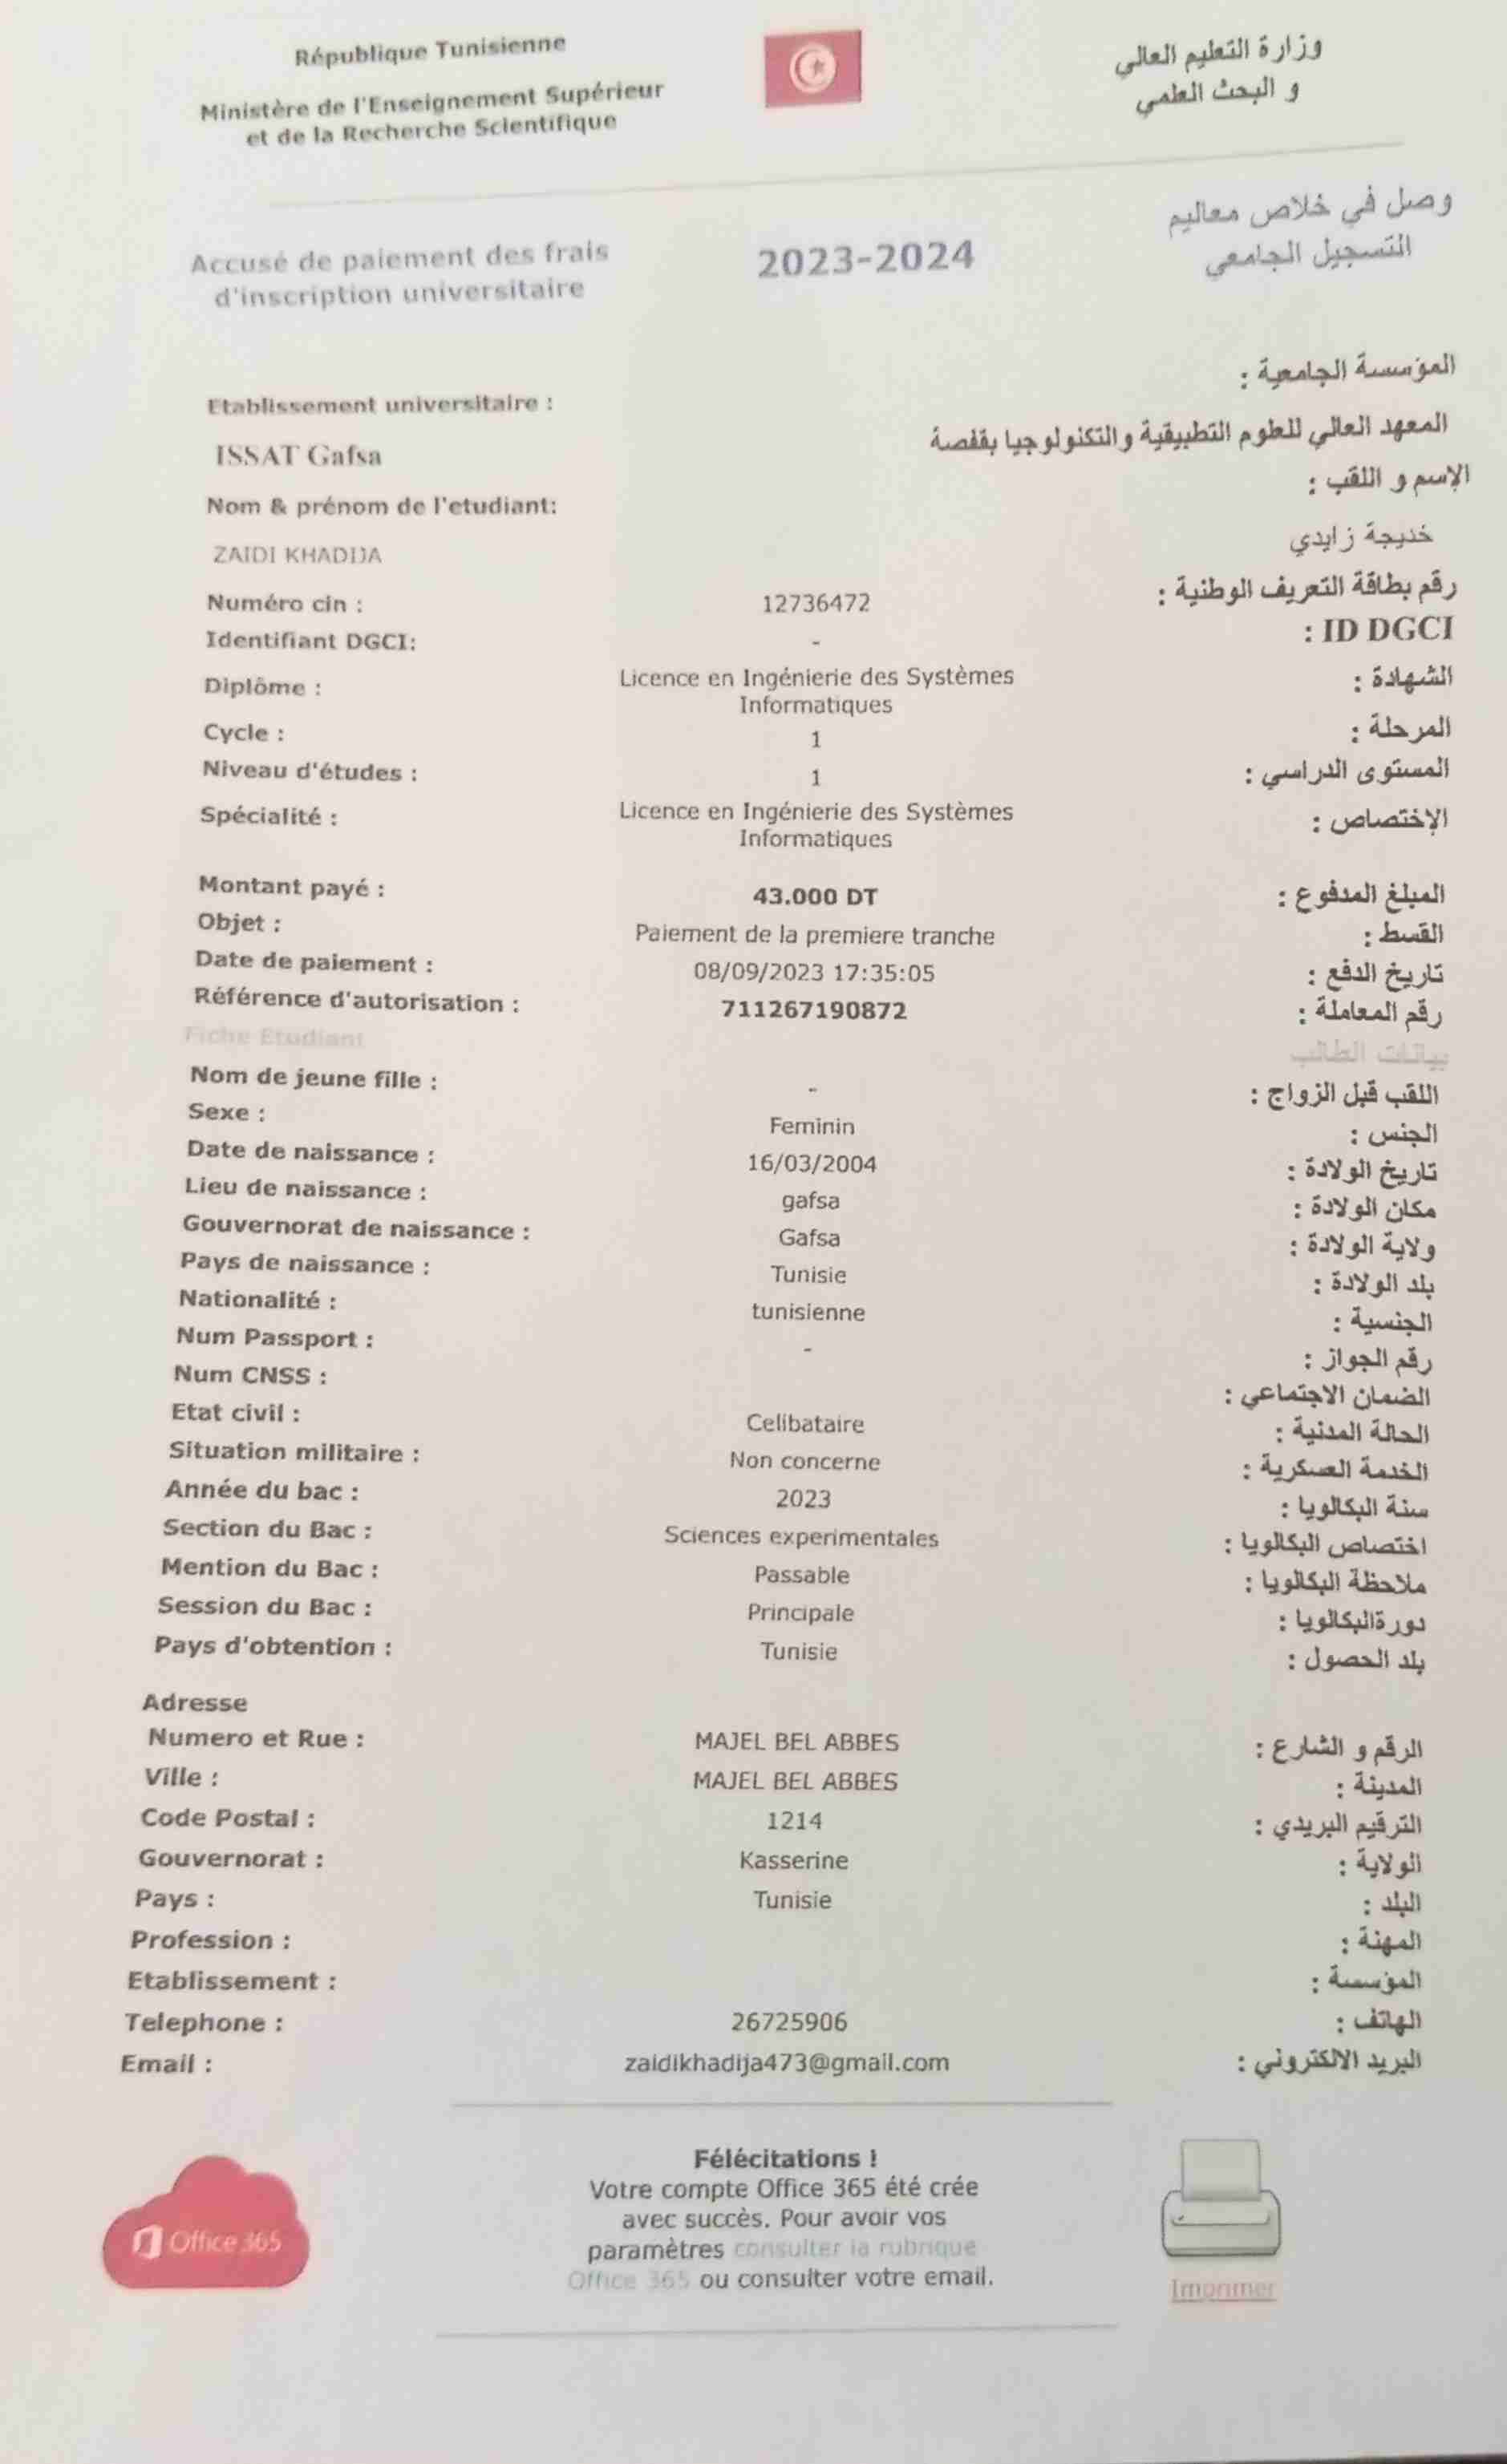 République Tunisienne
وزارة التعليم العالي
Ministère de l'Enseignement Supérieur
و البحث العلمي
et de la Recherche Scientifique
وصل في خلاص معاليم
Accusé de paiement des frais
2023-2024
التسجيل الجامعي
d'inscription universitaire
المؤسسة الجامعية :
Etablissement universitaire :
المعهد العالي للعلوم التطبيقية والتكنولوجيا بقفصة
ISSAT Gafsa
الإسم و اللقب :
Nom & prénom de l'etudiant:
خديجة زايدي
ZAIDI KHADIJA
Numéro cin : 12736472 رقم بطاقة التعريف الوطنية :
Identifiant DGCI: - ID DGCI :
Diplôme : Licence en Ingénierie des Systèmes الشهادة :
Informatiques
Cycle : 1 المرحلة :
Niveau d'études : 1 المستوى الدراسي :
Spécialité : Licence en Ingénierie des Systèmes الإختصاص :
Informatiques
Montant payé : 43.000 DT المبلغ المدفوع :
Objet : Paiement de la premiere tranche القسط :
Date de paiement : 08/09/2023 17:35:05 تاريخ الدفع :
Référence d'autorisation : 711267190872 رقم المعاملة :
Fiche Etudiant بيانات الطالب
Nom de jeune fille : - اللقب قبل الزواج :
Sexe : Feminin الجنس :
Date de naissance : 16/03/2004 تاريخ الولادة :
Lieu de naissance : gafsa مكان الولادة :
Gouvernorat de naissance : Gafsa ولاية الولادة :
Pays de naissance : Tunisie بلد الولادة :
Nationalité : tunisienne الجنسية :
Num Passport : - رقم الجواز :
Num CNSS : الضمان الاجتماعي :
Etat civil : Celibataire الحالة المدنية :
Situation militaire : Non concerne الخدمة العسكرية :
Année du bac : 2023 سنة البكالويا :
Section du Bac : Sciences experimentales اختصاص البكالويا :
Mention du Bac : Passable ملاحظة البكالويا :
Session du Bac : Principale دورةالبكالويا :
Pays d'obtention : Tunisie بلد الحصول :
Adresse
Numero et Rue : MAJEL BEL ABBES الرقم و الشارع :
Ville : MAJEL BEL ABBES المدينة :
Code Postal : 1214 الترقيم البريدي :
Gouvernorat : Kasserine الولاية :
Pays : Tunisie البلد :
Profession : المهنة :
Etablissement : المؤسسة :
Telephone : 26725906 الهاتف :
Email : zaidikhadija473@gmail.com البريد الالكتروني :
Félécitations !
Votre compte Office 365 été crée
avec succès. Pour avoir vos
paramètres consulter la rubrique
Office 365 ou consulter votre email.
Office 365
Imprimer